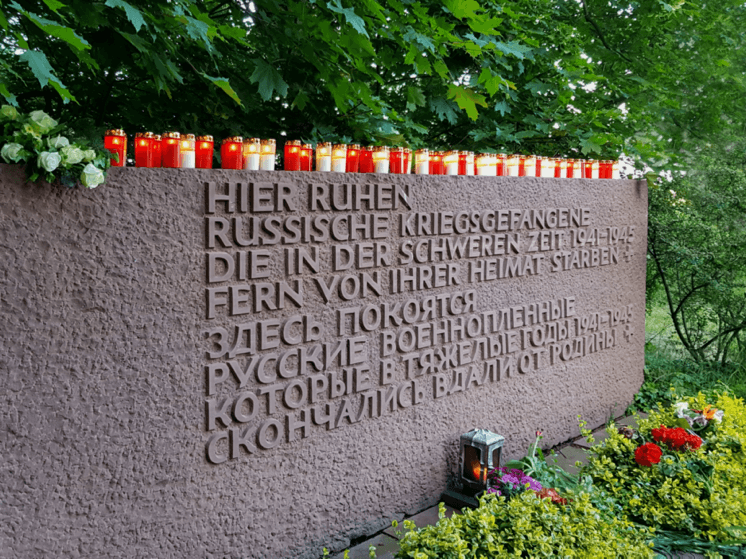 HIER RUHEN
RUSSISCHE KRIEGSGEFANGENE
DIE IN DER SCHWEREN ZEIT 1941-1945
FERN VON IHRER HEIMAT STARBEN +
ЗДЕСЬ ПОКОЯТСЯ
РУССКИЕ ВОЕННОПЛЕННЫЕ
КОТОРЫЕ В ТЯЖЕЛЫЕ ГОДЫ 1941-1945
СКОНЧАЛИСЬ ВДАЛИ ОТ РОДИНЫ +